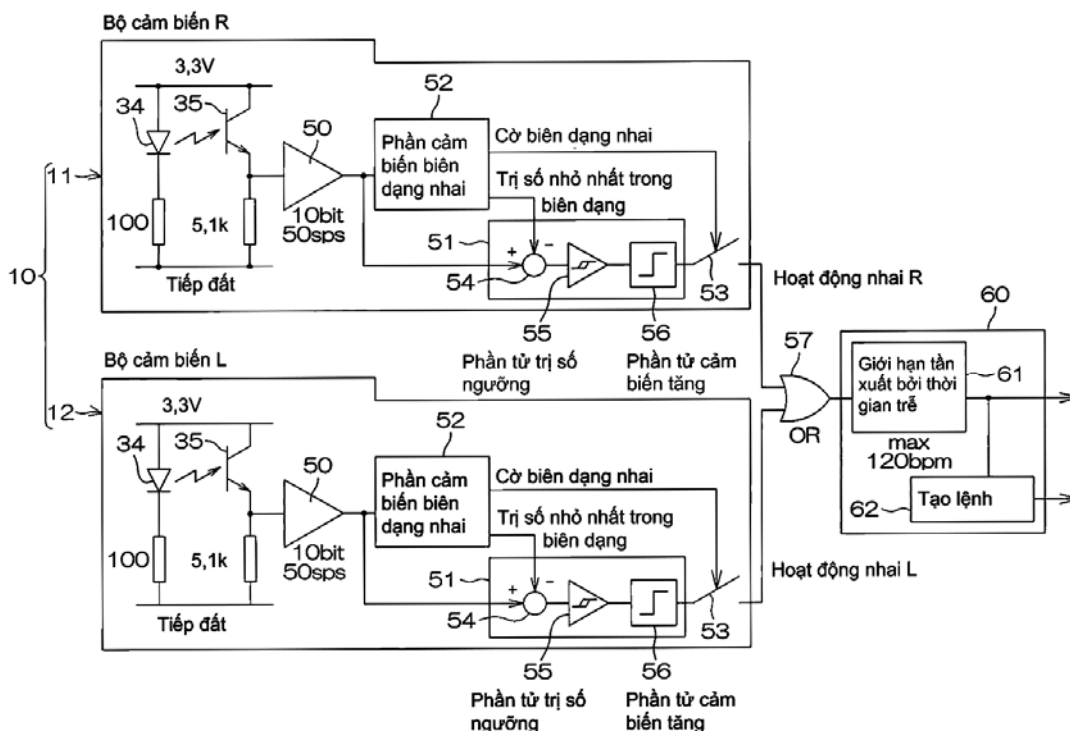 Bộ cảm biến R
3,3V
34
35
50
52
Phần cảm
biến biên
dạng nhai
Cờ biên dạng nhai
Trị số nhỏ nhất trong
biên dạng
11
100
5,1k
10bit
50sps
51
+
−
54
53
Tiếp đất
55
56
Hoạt động nhai R
Phần tử trị số
ngưỡng
Phần tử cảm
biến tăng
10
57
OR
60
Giới hạn tần
xuất bởi thời
gian trễ
61
max
120bpm
62
Tạo lệnh
Bộ cảm biến L
12
3,3V
34
35
50
52
Phần cảm
biến biên
dạng nhai
Cờ biên dạng nhai
Trị số nhỏ nhất trong
biên dạng
100
5,1k
10bit
50sps
51
+
−
54
53
Tiếp đất
55
56
Hoạt động nhai L
Phần tử trị số
ngưỡng
Phần tử cảm
biến tăng